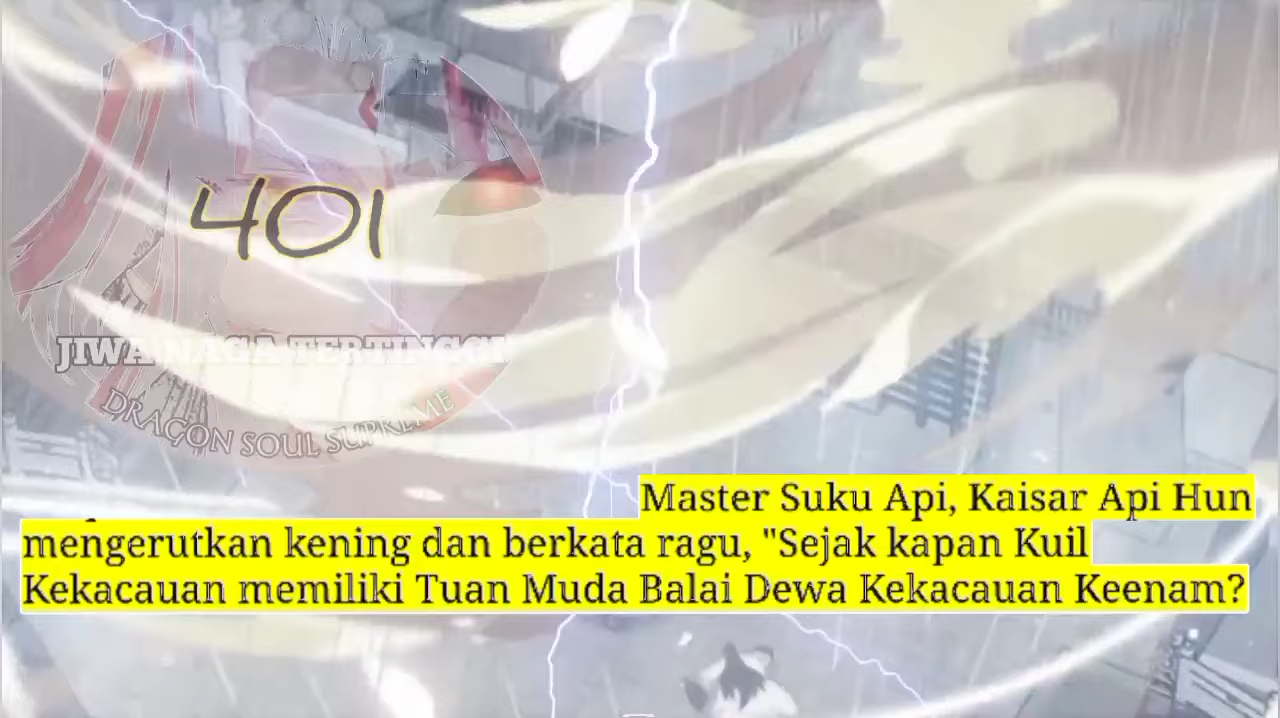 401
JIWA NAGA TERTINGGI
DRAGON SOUL SUPREME
Master Suku Api, Kaisar Api Hun
mengerutkan kening dan berkata ragu, "Sejak kapan Kuil
Kekacauan memiliki Tuan Muda Balai Dewa Kekacauan Keenam?